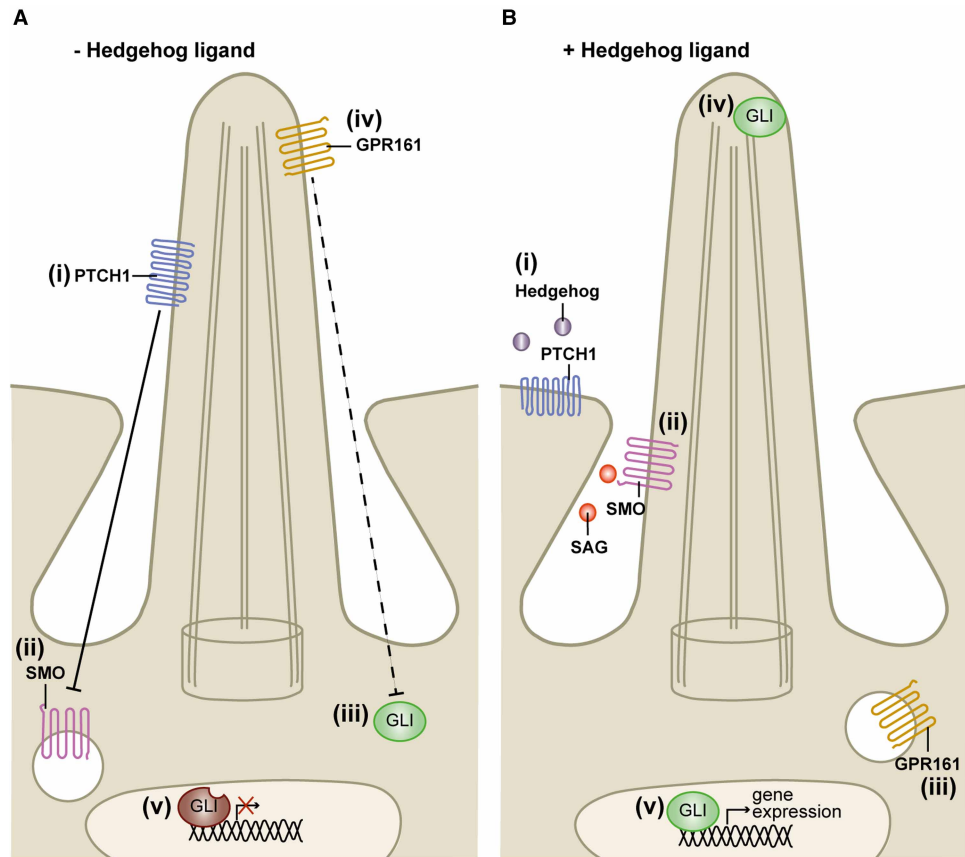 A
- Hedgehog ligand
(iv)
GPR161
(i) PTCH1
(ii)
SMO
(iii) GLI
(v) GLI
B
+ Hedgehog ligand
(iv) GLI
(i)
Hedgehog
PTCH1
(ii)
SMO
SAG
GPR161
(iii)
(v) GLI
gene
expression